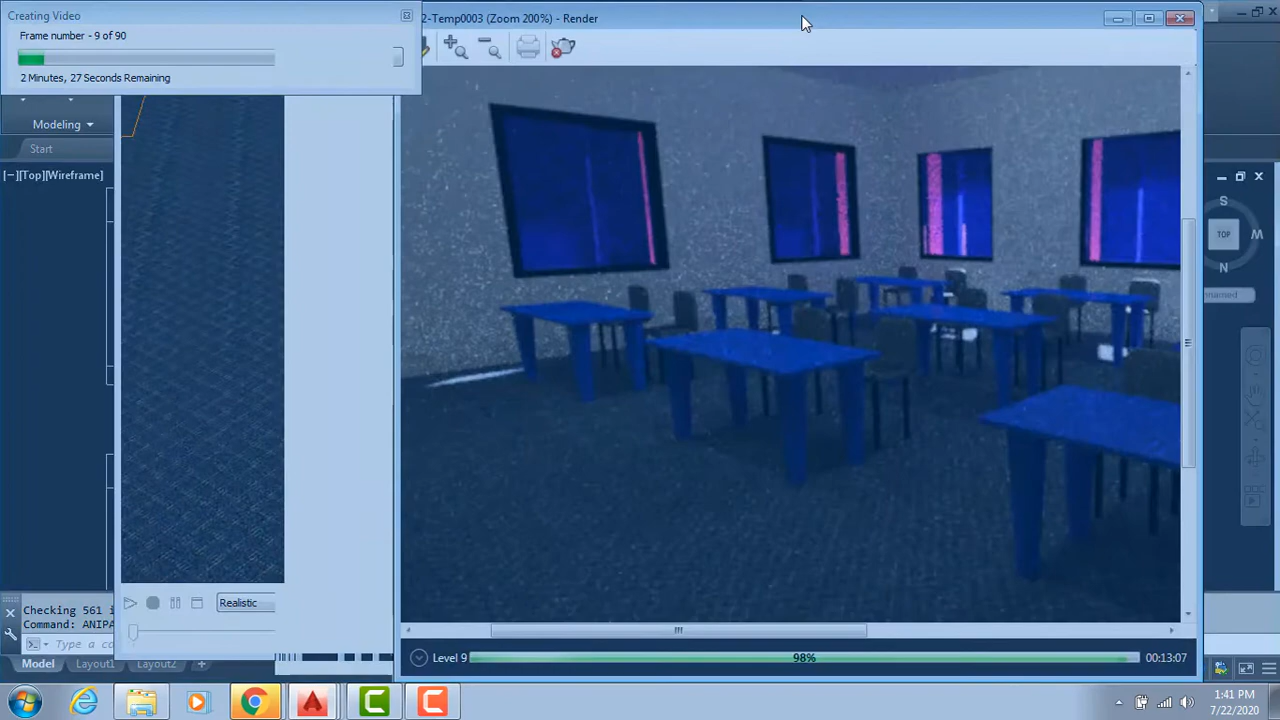 Creating Video
2-Temp0003 (Zoom 200%) - Render
Frame number - 9 of 90
2 Minutes, 27 Seconds Remaining
Modeling
Start
[−][Top][Wireframe]
S
TOP
W
N
nnamed
Realistic
Checking 561 i
Command: ANIPA
Type a co
Model
Layout1
Layout2
+
Level 9
98%
00:13:07
1:41 PM
7/22/2020